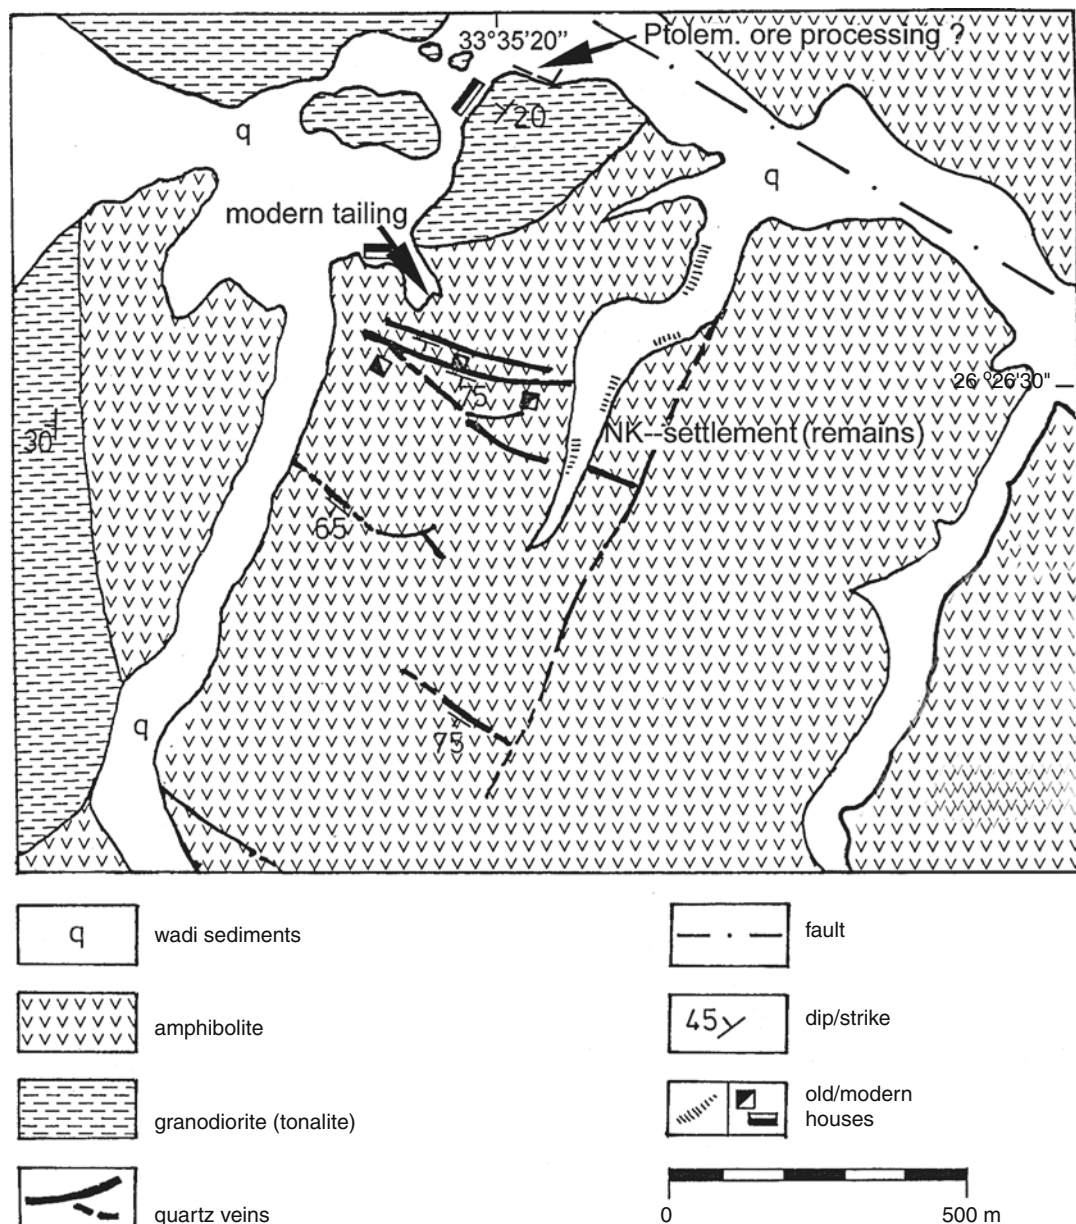 33°35'20"
Ptolem. ore processing ?
q
20
q
modern tailing
26°26'30"
75
30
NK--settlement (remains)
65
q
75
q
wadi sediments
fault
amphibolite
45
dip/strike
granodiorite (tonalite)
old/modern
houses
quartz veins
0
500 m